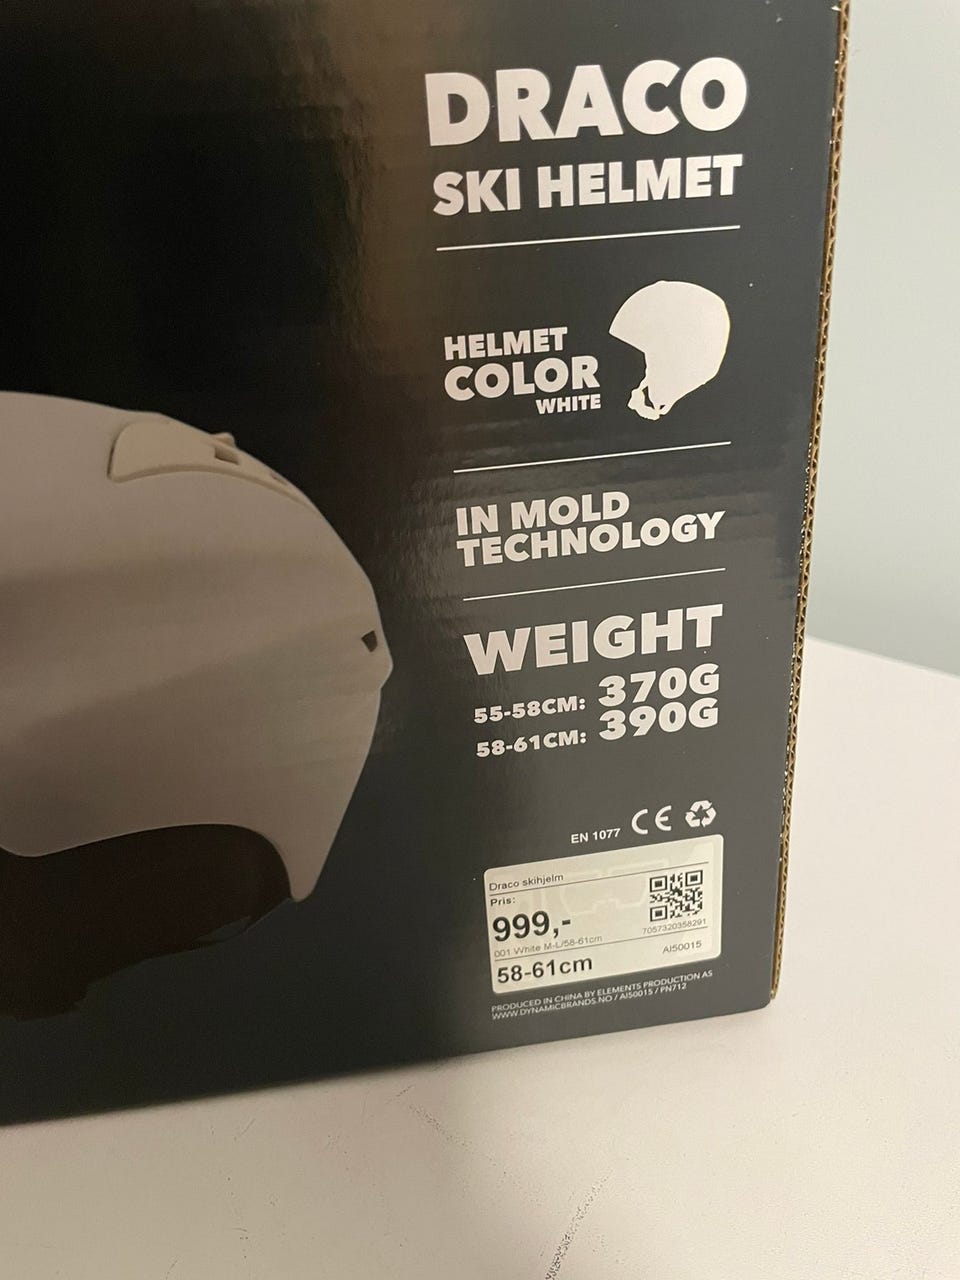 DRACO
SKI HELMET
HELMET
COLOR
WHITE
IN MOLD
TECHNOLOGY
WEIGHT
55-58CM: 370G
58-61CM: 390G
EN 1077 CE
Draco skihjelm
Pris:
999,-
7057320358291
001 White M-L/58-61cm
AI50015
58-61cm
PRODUCED IN CHINA BY ELEMENTS PRODUCTION AS
WWW.DYNAMICBRANDS.NO / AI50015 / PN712